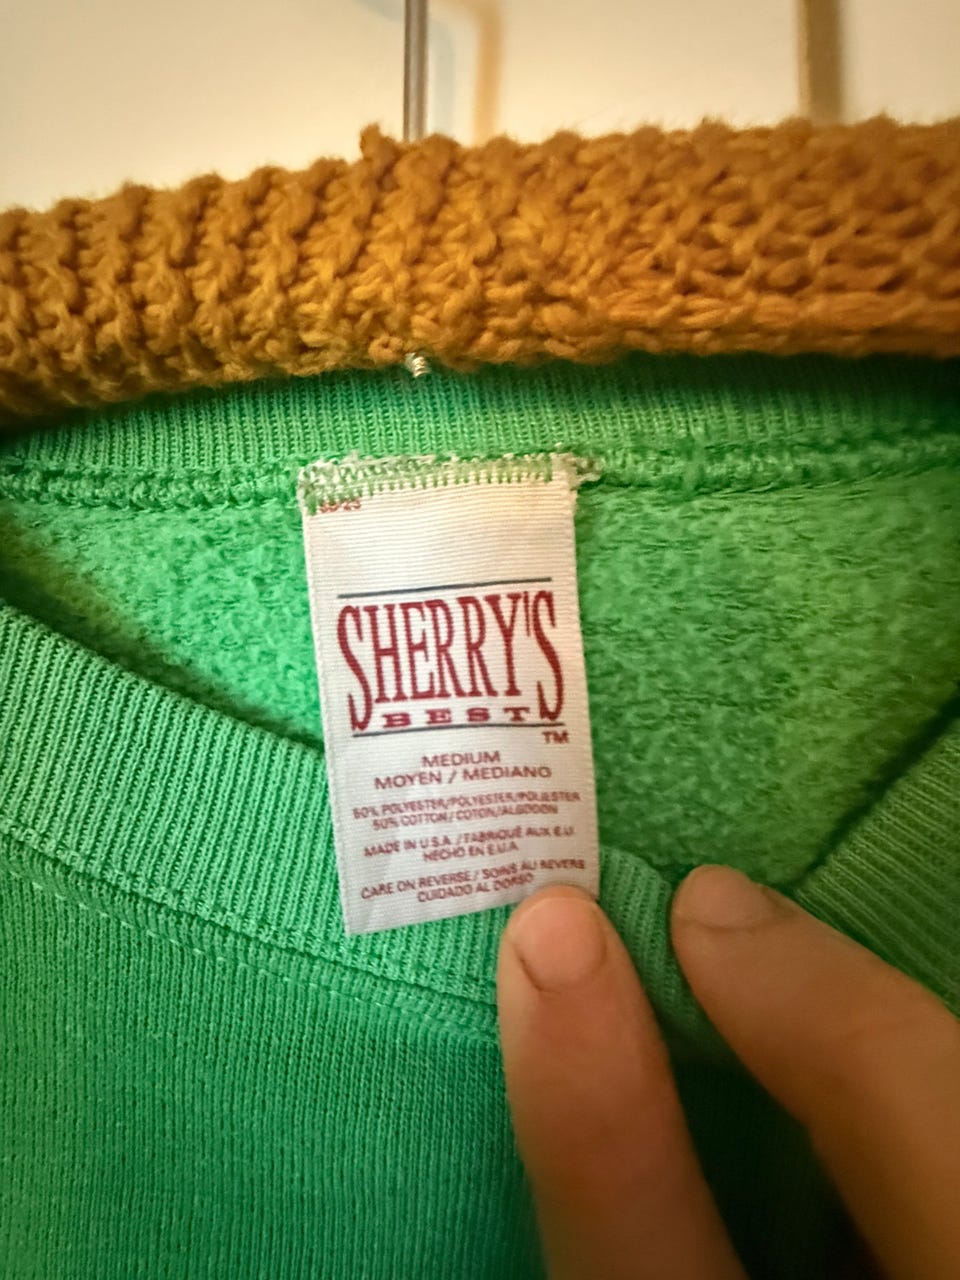 SHERRY'S
BEST
TM
MEDIUM
MOYEN / MEDIANO
50% POLYESTER/POLYESTER/POLIESTER
50% COTTON/COTON/ALGODON
MADE IN U.S.A. / FABRIQUÉ AUX E.U.
HECHO EN E.U.A.
CARE ON REVERSE / SOINS AU REVERS
CUIDADO AL DORSO